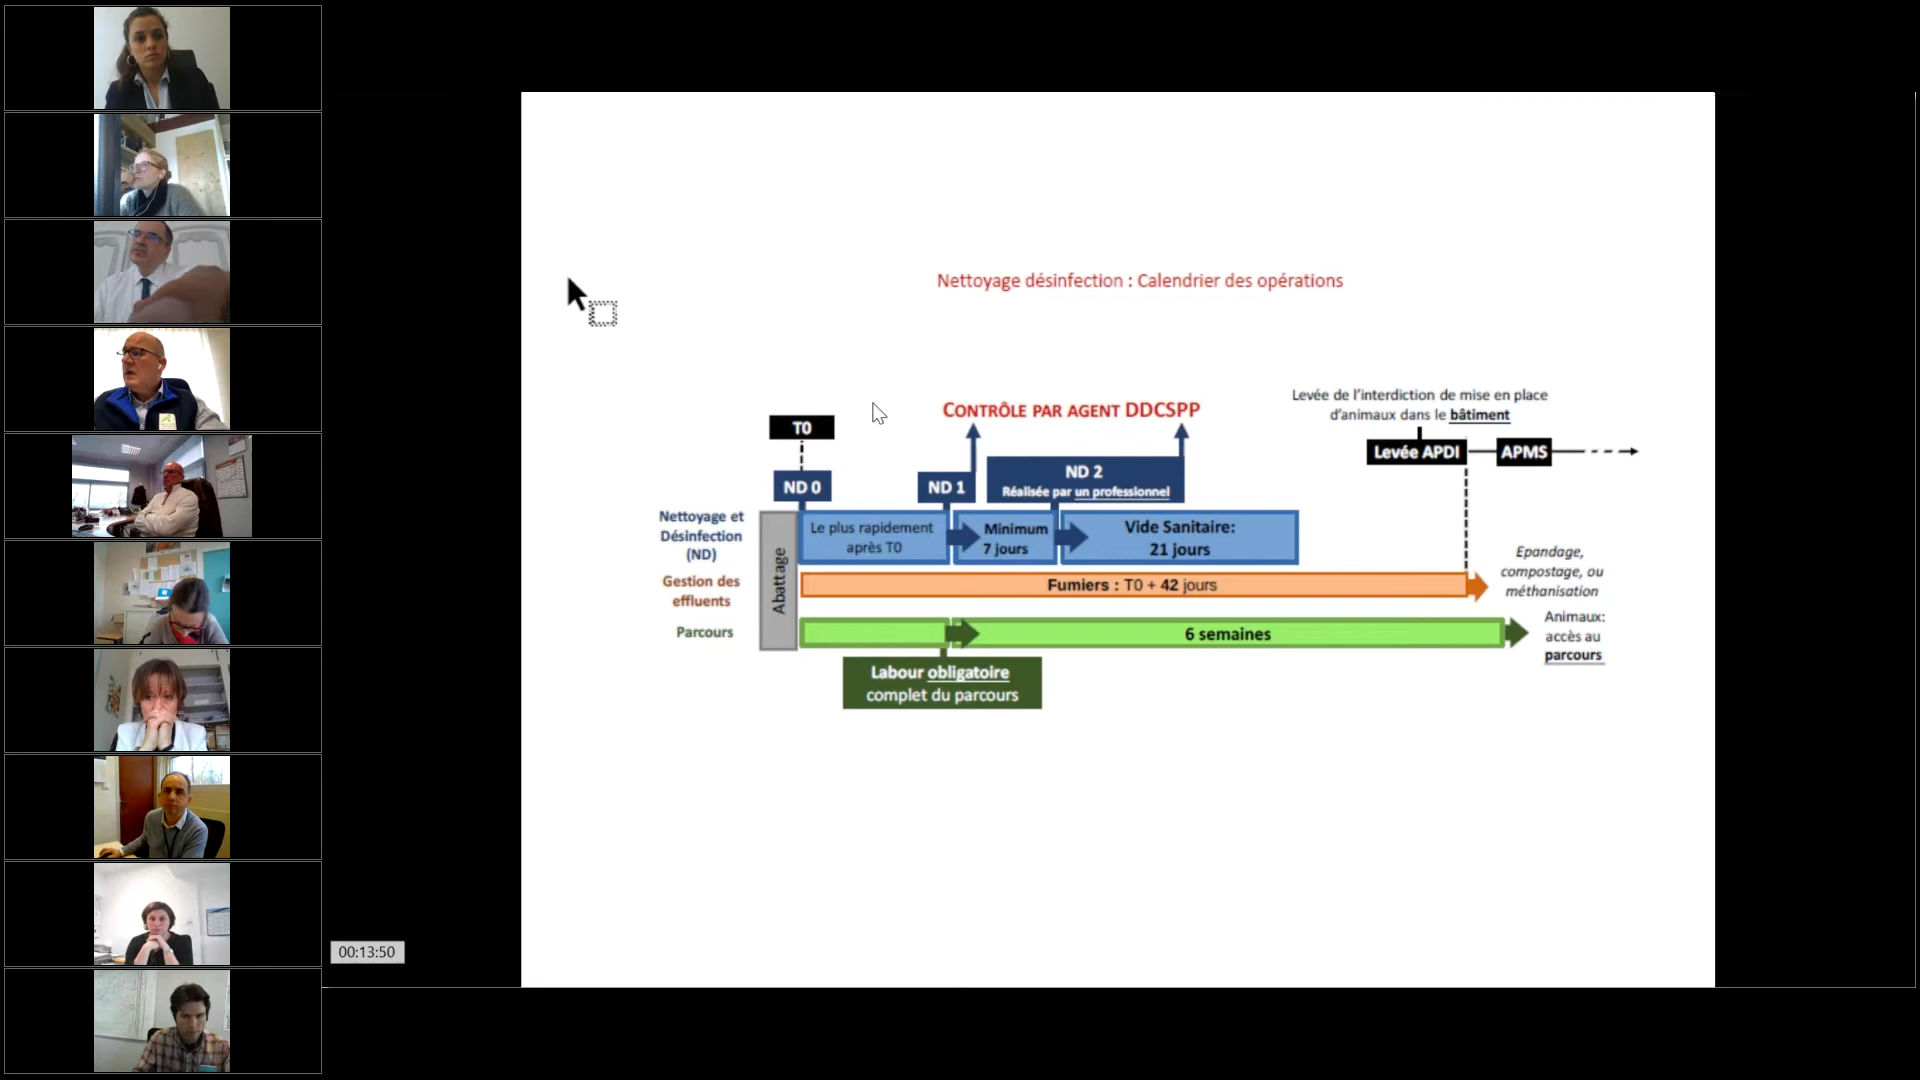 Nettoyage désinfection : Calendrier des opérations
Levée de l'interdiction de mise en place
d'animaux dans le bâtiment
CONTRÔLE PAR AGENT DDCSPP
T0
Levée APDI
APMS
ND 0
ND 1
ND 2
Réalisée par un professionnel
Nettoyage et
Désinfection
(ND)
Abattage
Le plus rapidement
après T0
Minimum
7 jours
Vide Sanitaire:
21 jours
Gestion des
effluents
Fumiers : T0 + 42 jours
Epandage,
compostage, ou
méthanisation
Parcours
6 semaines
Animaux:
accès au
parcours
Labour obligatoire
complet du parcours
00:13:50